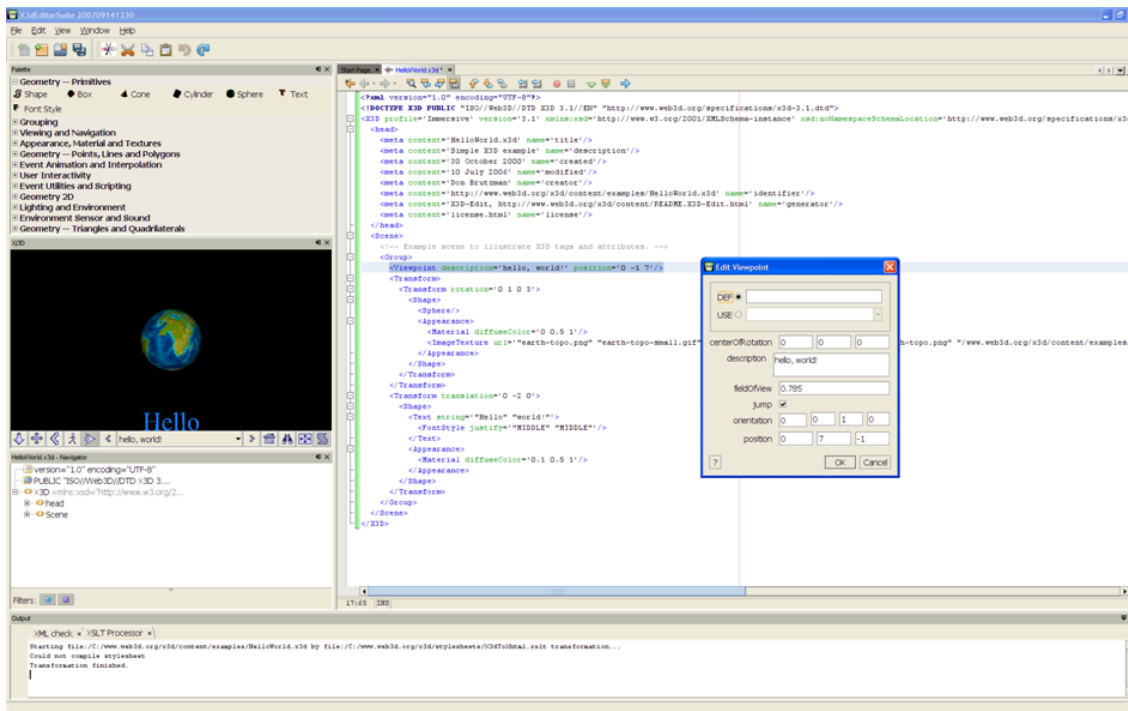 X3dEditorSuite 200709141330
File Edit View Window Help
Palette
Geometry -- Primitives
Shape Box Cone Cylinder Sphere Text
Font Style
Grouping
Viewing and Navigation
Appearance, Material and Textures
Geometry -- Points, Lines and Polygons
Event Animation and Interpolation
User Interactivity
Event Utilities and Scripting
Geometry 2D
Lighting and Environment
Environment Sensor and Sound
Geometry -- Triangles and Quadrilaterals
X3D
Hello
hello, world!
HelloWorld.x3d - Navigator
version="1.0" encoding="UTF-8"
PUBLIC "ISO//Web3D//DTD X3D 3....
X3D xmlns:xsd="http://www.w3.org/2...
head
Scene
Filters:
Start Page HelloWorld.x3d *
<?xml version="1.0" encoding="UTF-8"?>
<!DOCTYPE X3D PUBLIC "ISO//Web3D//DTD X3D 3.1//EN" "http://www.web3d.org/specifications/x3d-3.1.dtd">
<X3D profile='Immersive' version='3.1' xmlns:xsd='http://www.w3.org/2001/XMLSchema-instance' xsd:noNamespaceSchemaLocation='http://www.web3d.org/specifications/x3
<head>
<meta content='HelloWorld.x3d' name='title'/>
<meta content='Simple X3D example' name='description'/>
<meta content='30 October 2000' name='created'/>
<meta content='10 July 2006' name='modified'/>
<meta content='Don Brutzman' name='creator'/>
<meta content='http://www.web3d.org/x3d/content/examples/HelloWorld.x3d' name='identifier'/>
<meta content='X3D-Edit, http://www.web3d.org/x3d/content/README.X3D-Edit.html' name='generator'/>
<meta content='license.html' name='license'/>
</head>
<Scene>
<!-- Example scene to illustrate X3D tags and attributes. -->
<Group>
<Viewpoint description='hello, world!' position='0 -1 7'/>
<Transform>
<Transform rotation='0 1 0 3'>
<Shape>
<Sphere/>
<Appearance>
<Material diffuseColor='0 0.5 1'/>
<ImageTexture url='"earth-topo.png" "earth-topo-small.gif" h-topo.png" "/www.web3d.org/x3d/content/examples
</Appearance>
</Shape>
</Transform>
</Transform>
<Transform translation='0 -2 0'>
<Shape>
<Text string='"Hello" "world!"'>
<FontStyle justify='"MIDDLE" "MIDDLE"'/>
</Text>
<Appearance>
<Material diffuseColor='0.1 0.5 1'/>
</Appearance>
</Shape>
</Transform>
</Group>
</Scene>
</X3D>
17:65 INS
Edit Viewpoint
DEF
USE
centerOfRotation 0 0 0
description hello, world!
fieldOfView 0.785
jump
orientation 0 0 1 0
position 0 7 -1
? OK Cancel
Output
XML check XSLT Processor
Starting file:/C:/www.web3d.org/x3d/content/examples/HelloWorld.x3d by file:/C:/www.web3d.org/x3d/stylesheets/X3dToXhtml.xslt transformation...
Could not compile stylesheet
Transformation finished.